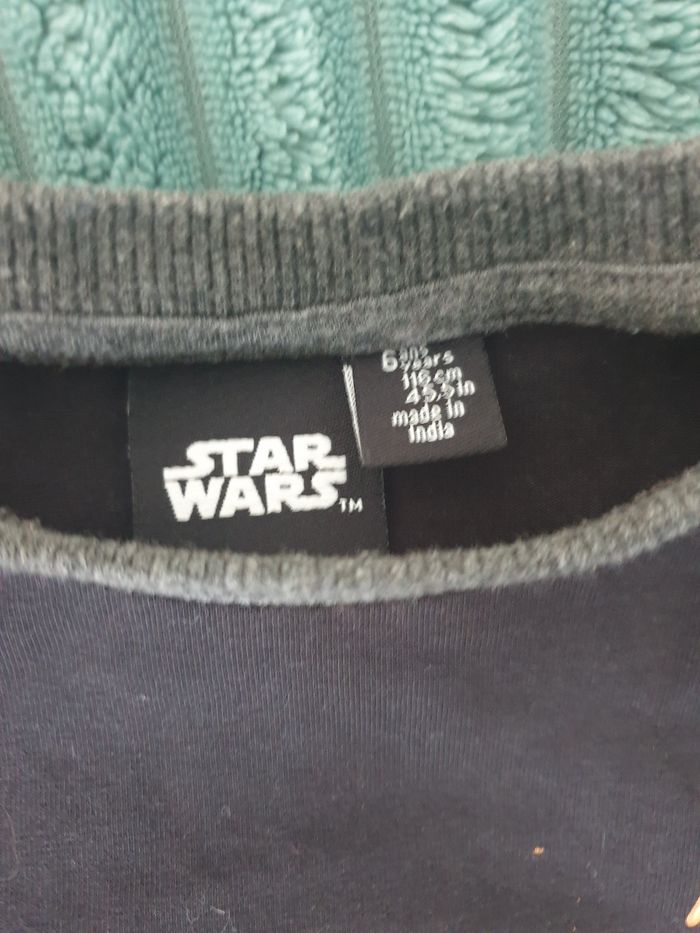 STAR
WARS™
6 ans
years
116 cm
45.5 in
made in
India